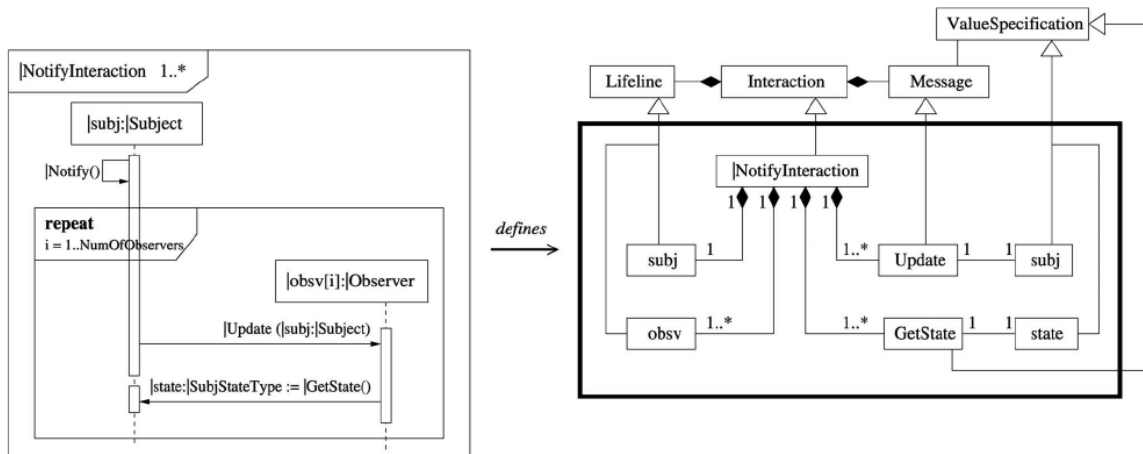 |NotifyInteraction 1..*
|subj:|Subject
|Notify()
repeat
i = 1..NumOfObservers
|obsv[i]:|Observer
|Update (|subj:|Subject)
|state:|SubjStateType := |GetState()
defines
ValueSpecification
Lifeline
Interaction
Message
|NotifyInteraction
1 1 1 1
subj
1
1..*
Update
1
1
subj
obsv
1..*
1..*
GetState
1
1
state